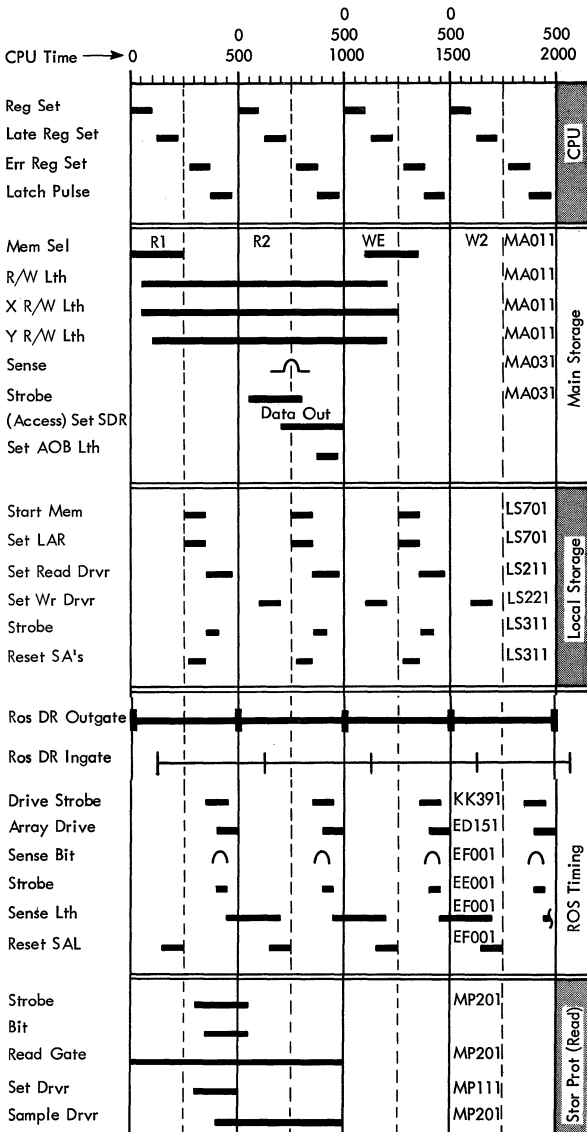 0 0
0 500 500 500
CPU Time 0 500 1000 1500 2000
Reg Set
Late Reg Set
Err Reg Set
Latch Pulse
CPU
Mem Sel R1 R2 WE W2 MA011
R/W Lth MA011
X R/W Lth MA011
Y R/W Lth MA011
Sense MA031
Strobe MA031
(Access) Set SDR Data Out
Set AOB Lth
Main Storage
Start Mem LS701
Set LAR LS701
Set Read Drvr LS211
Set Wr Drvr LS221
Strobe LS311
Reset SA's LS311
Local Storage
Ros DR Outgate
Ros DR Ingate
Drive Strobe KK391
Array Drive ED151
Sense Bit EF001
Strobe EE001
Sense Lth EF001
Reset SAL EF001
ROS Timing
Strobe MP201
Bit
Read Gate MP201
Set Drvr MP111
Sample Drvr MP201
Stor Prot (Read)